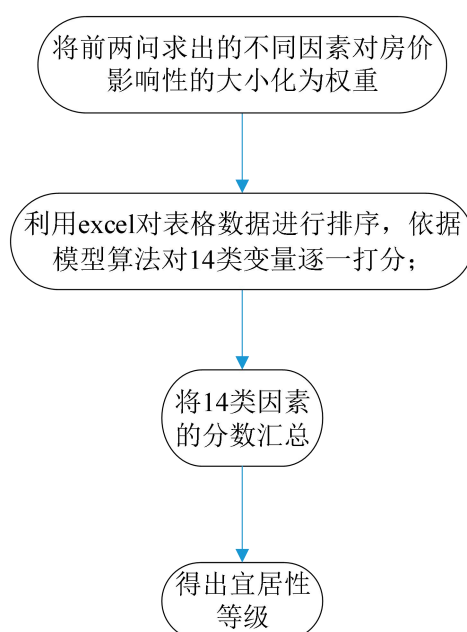 将前两问求出的不同因素对房价
影响性的大小化为权重
利用excel对表格数据进行排序，依据
模型算法对14类变量逐一打分；
将14类因素
的分数汇总
得出宜居性
等级